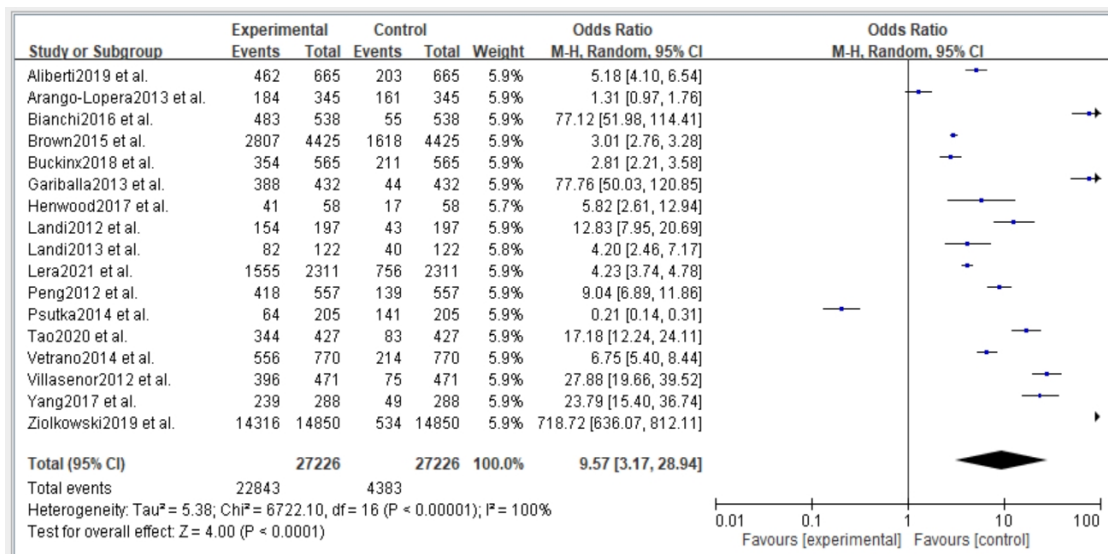 Experimental Control Odds Ratio Odds Ratio
Study or Subgroup Events Total Events Total Weight M-H, Random, 95% CI M-H, Random, 95% CI
Aliberti2019 et al. 462 665 203 665 5.9% 5.18 [4.10, 6.54]
Arango-Lopera2013 et al. 184 345 161 345 5.9% 1.31 [0.97, 1.76]
Bianchi2016 et al. 483 538 55 538 5.9% 77.12 [51.98, 114.41]
Brown2015 et al. 2807 4425 1618 4425 5.9% 3.01 [2.76, 3.28]
Buckinx2018 et al. 354 565 211 565 5.9% 2.81 [2.21, 3.58]
Gariballa2013 et al. 388 432 44 432 5.9% 77.76 [50.03, 120.85]
Henwood2017 et al. 41 58 17 58 5.7% 5.82 [2.61, 12.94]
Landi2012 et al. 154 197 43 197 5.9% 12.83 [7.95, 20.69]
Landi2013 et al. 82 122 40 122 5.8% 4.20 [2.46, 7.17]
Lera2021 et al. 1555 2311 756 2311 5.9% 4.23 [3.74, 4.78]
Peng2012 et al. 418 557 139 557 5.9% 9.04 [6.89, 11.86]
Psutka2014 et al. 64 205 141 205 5.9% 0.21 [0.14, 0.31]
Tao2020 et al. 344 427 83 427 5.9% 17.18 [12.24, 24.11]
Vetrano2014 et al. 556 770 214 770 5.9% 6.75 [5.40, 8.44]
Villasenor2012 et al. 396 471 75 471 5.9% 27.88 [19.66, 39.52]
Yang2017 et al. 239 288 49 288 5.9% 23.79 [15.40, 36.74]
Ziolkowski2019 et al. 14316 14850 534 14850 5.9% 718.72 [636.07, 812.11]
Total (95% CI) 27226 27226 100.0% 9.57 [3.17, 28.94]
Total events 22843 4383
Heterogeneity: Tau² = 5.38; Chi² = 6722.10, df = 16 (P < 0.00001); I² = 100%
Test for overall effect: Z = 4.00 (P < 0.0001)
0.01 0.1 1 10 100
Favours [experimental] Favours [control]